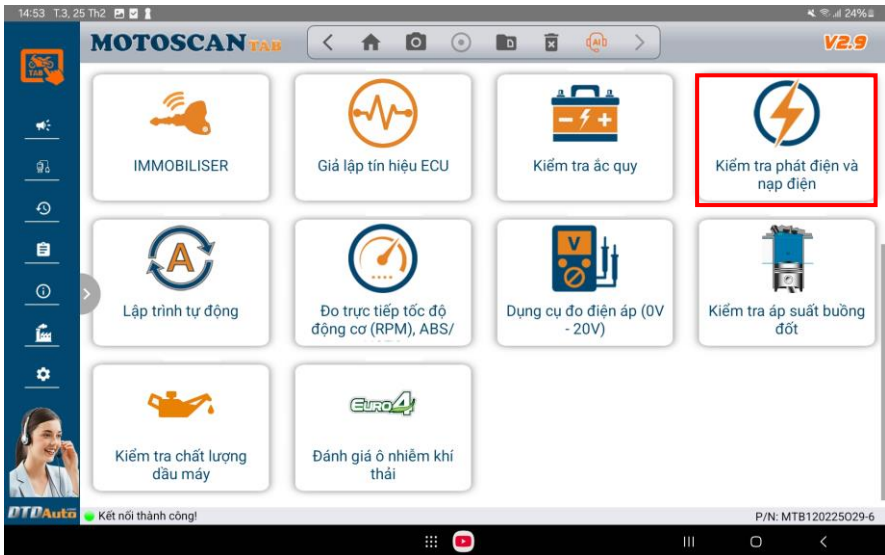 14:53 T.3, 25 Th2
24%
MOTOSCAN TAB
D
AI
V2.9
TAB
IMMOBILISER
Giả lập tín hiệu ECU
Kiểm tra ắc quy
Kiểm tra phát điện và
nạp điện
A
V
Lập trình tự động
Đo trực tiếp tốc độ
động cơ (RPM), ABS/
Dụng cụ đo điện áp (0V
- 20V)
Kiểm tra áp suất buồng
đốt
EURO4
Kiểm tra chất lượng
dầu máy
Đánh giá ô nhiễm khí
thải
DTDAuto
Kết nối thành công!
P/N: MTB120225O29-6